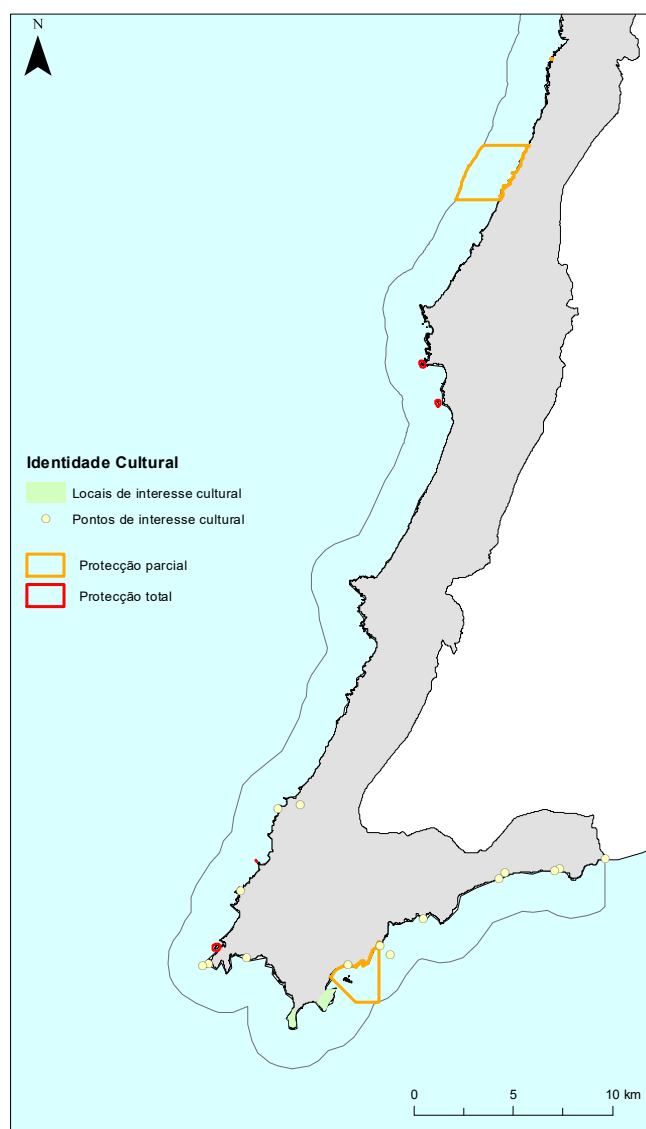 N
Identidade Cultural
Locais de interesse cultural
Pontos de interesse cultural
Protecção parcial
Protecção total
0 5 10 km